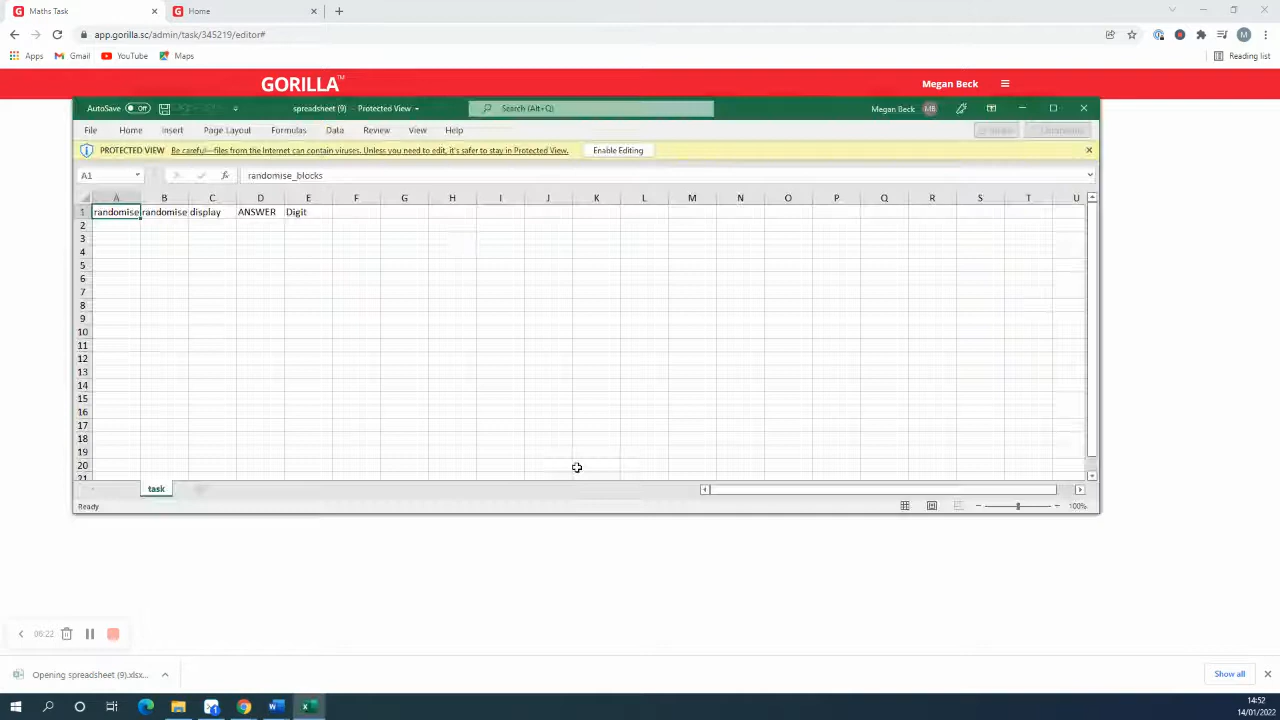 Maths Task
Home
app.gorilla.sc/admin/task/345219/editor#
Apps Gmail YouTube Maps Reading list
GORILLA™ Megan Beck
AutoSave Off spreadsheet (9) - Protected View Search (Alt+Q) Megan Beck MB
File Home Insert Page Layout Formulas Data Review View Help
PROTECTED VIEW Be careful—files from the Internet can contain viruses. Unless you need to edit, it's safer to stay in Protected View. Enable Editing
A1 fx randomise_blocks
A B C D E F G H I J K L M N O P Q R S T U
1 randomise randomise display ANSWER Digit
2
3
4
5
6
7
8
9
10
11
12
13
14
15
16
17
18
19
20
21
task
Ready 100%
06:22
Opening spreadsheet (9).xlsx... Show all
14:52
14/01/2022